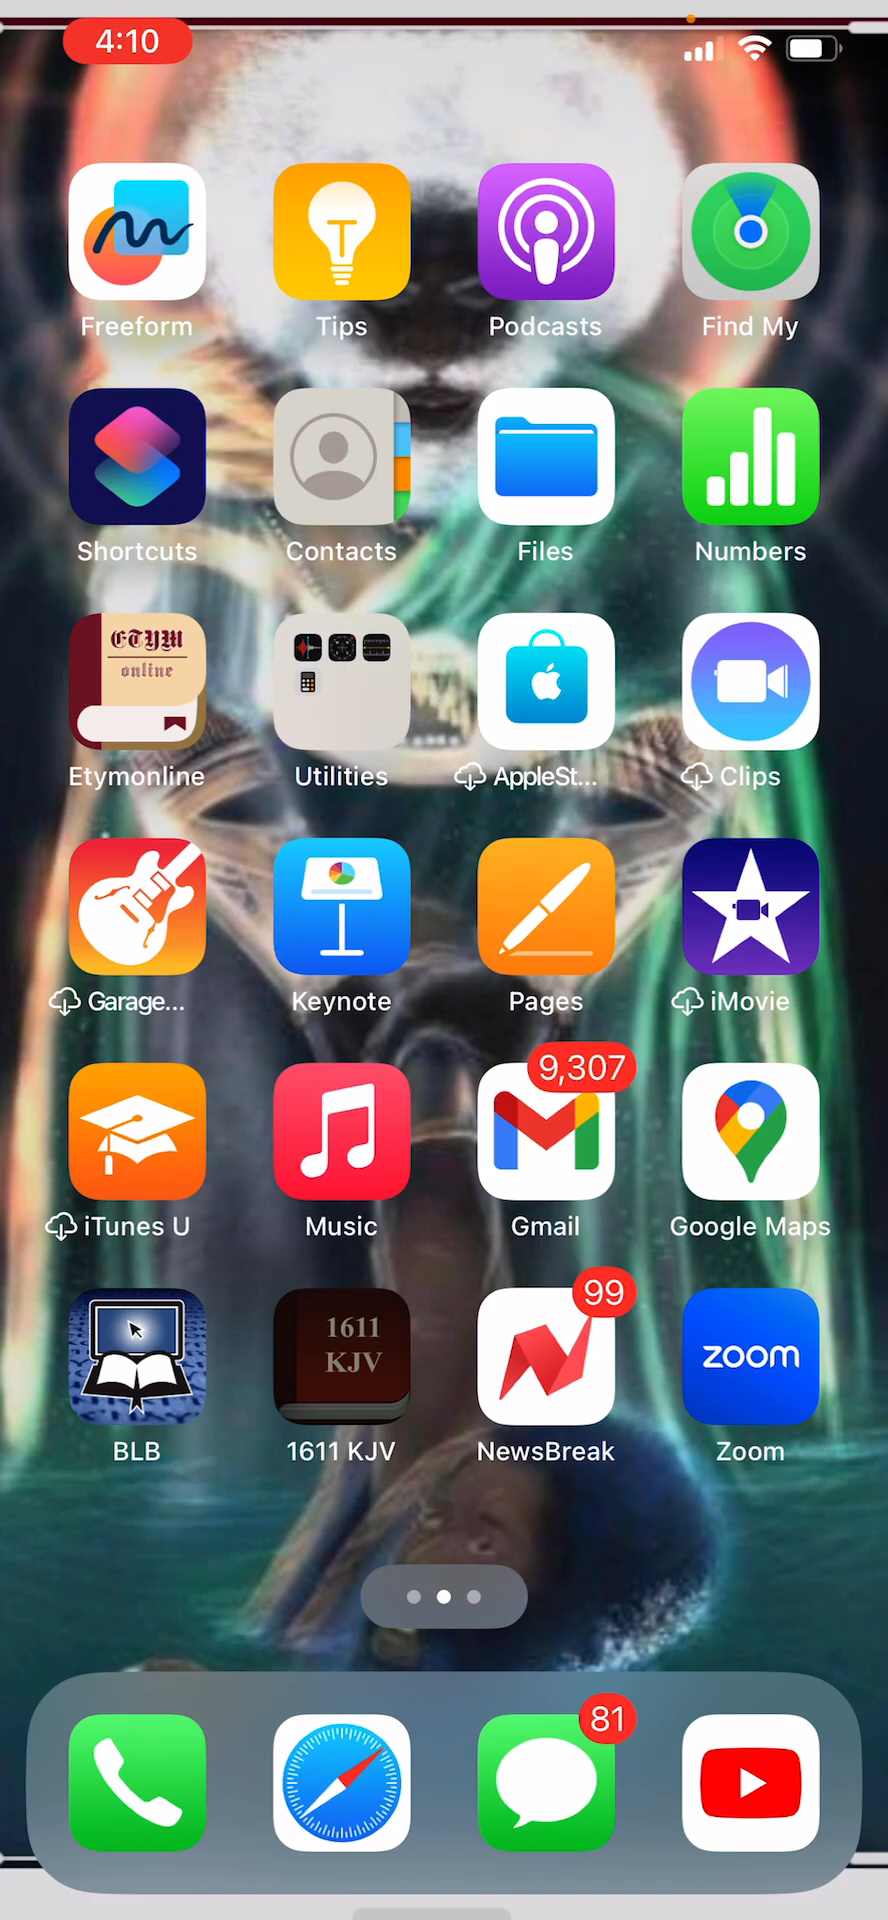 4:10
Freeform
Tips
Podcasts
Find My
Shortcuts
Contacts
Files
Numbers
ETYM
online
Etymonline
Utilities
AppleSt...
Clips
Garage...
Keynote
Pages
iMovie
9,307
iTunes U
Music
Gmail
Google Maps
1611
KJV
99
zoom
BLB
1611 KJV
NewsBreak
Zoom
81